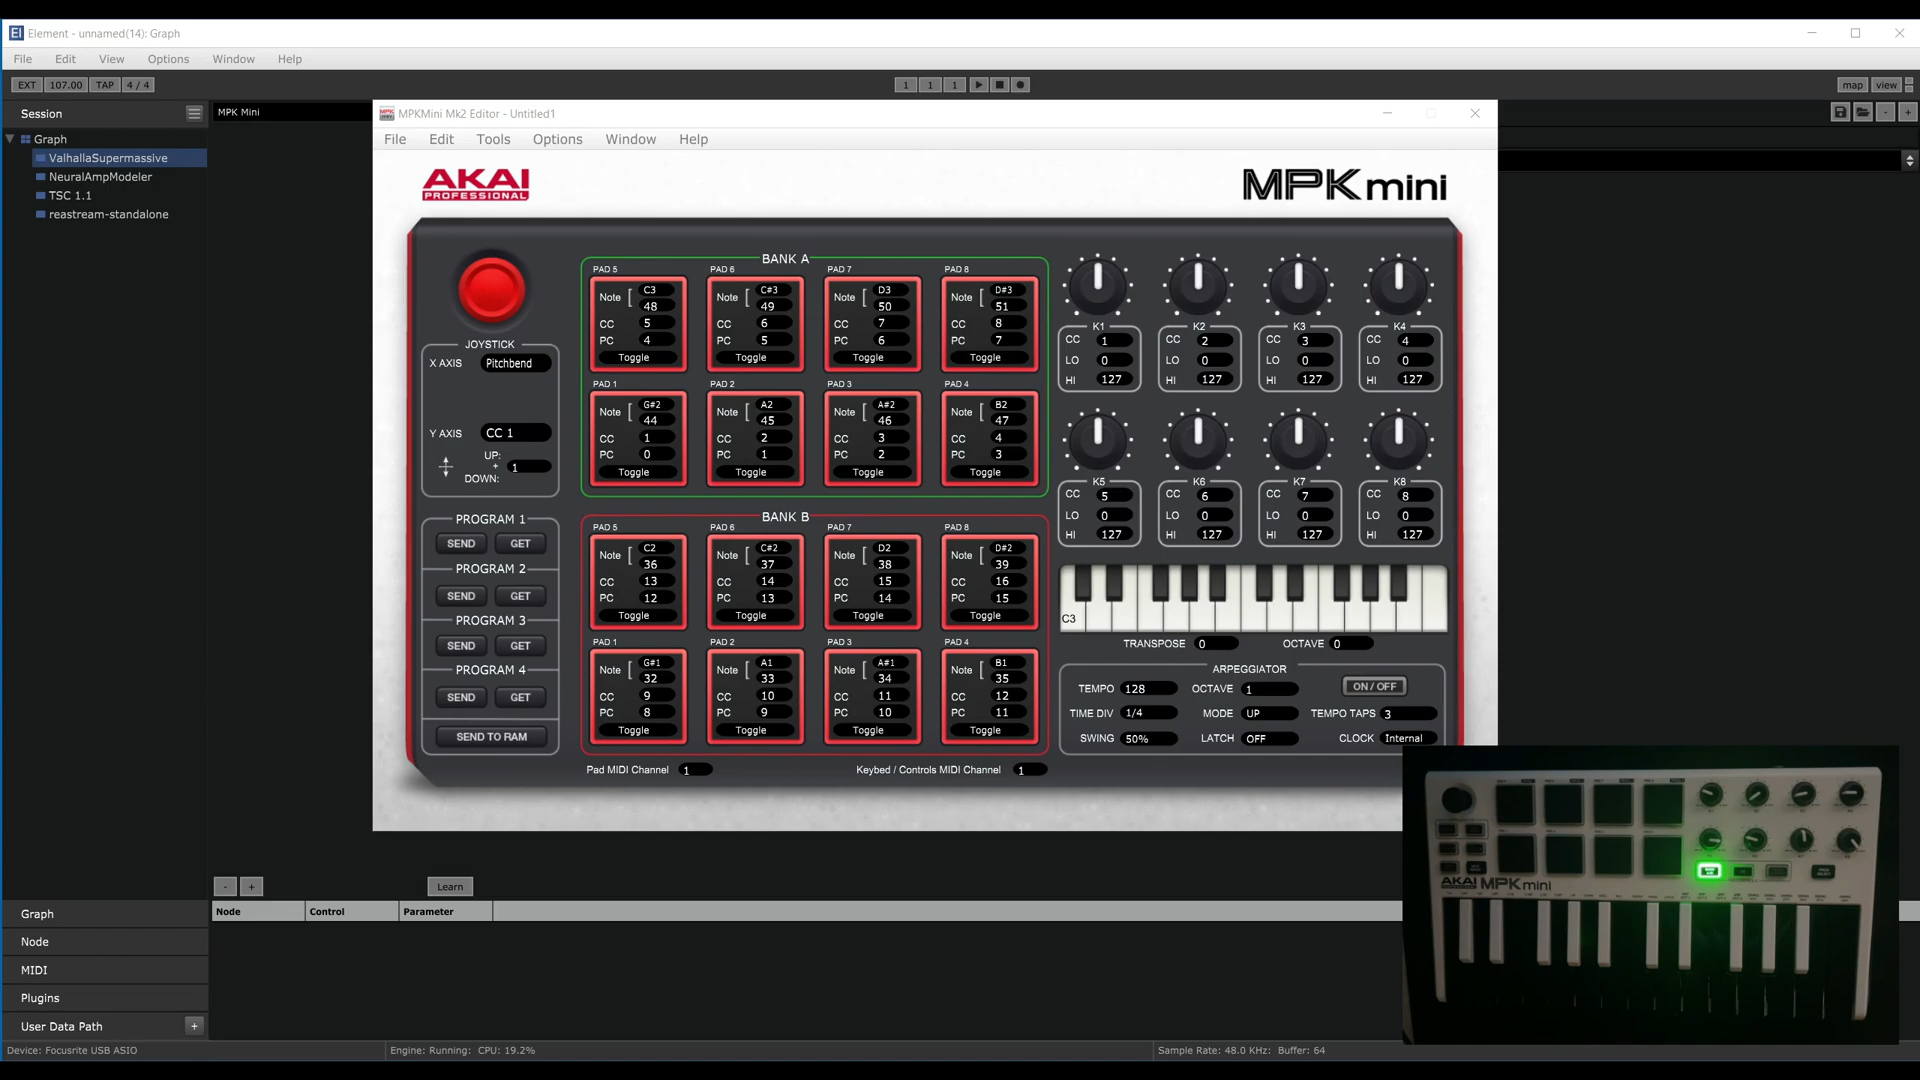 EI Element - unnamed(14): Graph
File Edit View Options Window Help
EXT 107.00 TAP 4 / 4 1 1 1 map view
Session
Graph
ValhallaSupermassive
NeuralAmpModeler
TSC 1.1
reastream-standalone
MPK Mini
- +
MPKMini Mk2 Editor - Untitled1
File Edit Tools Options Window Help
AKAI
PROFESSIONAL
MPKmini
JOYSTICK
X AXIS Pitchbend
Y AXIS CC 1
UP:
+ 1
DOWN:
PROGRAM 1
SEND GET
PROGRAM 2
SEND GET
PROGRAM 3
SEND GET
PROGRAM 4
SEND GET
SEND TO RAM
BANK A
PAD 5 PAD 6 PAD 7 PAD 8
C3 C#3 D3 D#3
Note [ 48 Note [ 49 Note [ 50 Note [ 51
CC 5 CC 6 CC 7 CC 8
PC 4 PC 5 PC 6 PC 7
Toggle Toggle Toggle Toggle
PAD 1 PAD 2 PAD 3 PAD 4
G#2 A2 A#2 B2
Note [ 44 Note [ 45 Note [ 46 Note [ 47
CC 1 CC 2 CC 3 CC 4
PC 0 PC 1 PC 2 PC 3
Toggle Toggle Toggle Toggle
BANK B
PAD 5 PAD 6 PAD 7 PAD 8
C2 C#2 D2 D#2
Note [ 36 Note [ 37 Note [ 38 Note [ 39
CC 13 CC 14 CC 15 CC 16
PC 12 PC 13 PC 14 PC 15
Toggle Toggle Toggle Toggle
PAD 1 PAD 2 PAD 3 PAD 4
G#1 A1 A#1 B1
Note [ 32 Note [ 33 Note [ 34 Note [ 35
CC 9 CC 10 CC 11 CC 12
PC 8 PC 9 PC 10 PC 11
Toggle Toggle Toggle Toggle
Pad MIDI Channel 1 Keybed / Controls MIDI Channel 1
K1 K2 K3 K4
CC 1 CC 2 CC 3 CC 4
LO 0 LO 0 LO 0 LO 0
HI 127 HI 127 HI 127 HI 127
K5 K6 K7 K8
CC 5 CC 6 CC 7 CC 8
LO 0 LO 0 LO 0 LO 0
HI 127 HI 127 HI 127 HI 127
C3
TRANSPOSE 0 OCTAVE 0
ARPEGGIATOR
TEMPO 128 OCTAVE 1 ON / OFF
TIME DIV 1/4 MODE UP TEMPO TAPS 3
SWING 50% LATCH OFF CLOCK Internal
AKAI MPKmini
- + Learn
Node Control Parameter
Graph
Node
MIDI
Plugins
User Data Path +
Device: Focusrite USB ASIO Engine: Running: CPU: 19.2% Sample Rate: 48.0 KHz: Buffer: 64